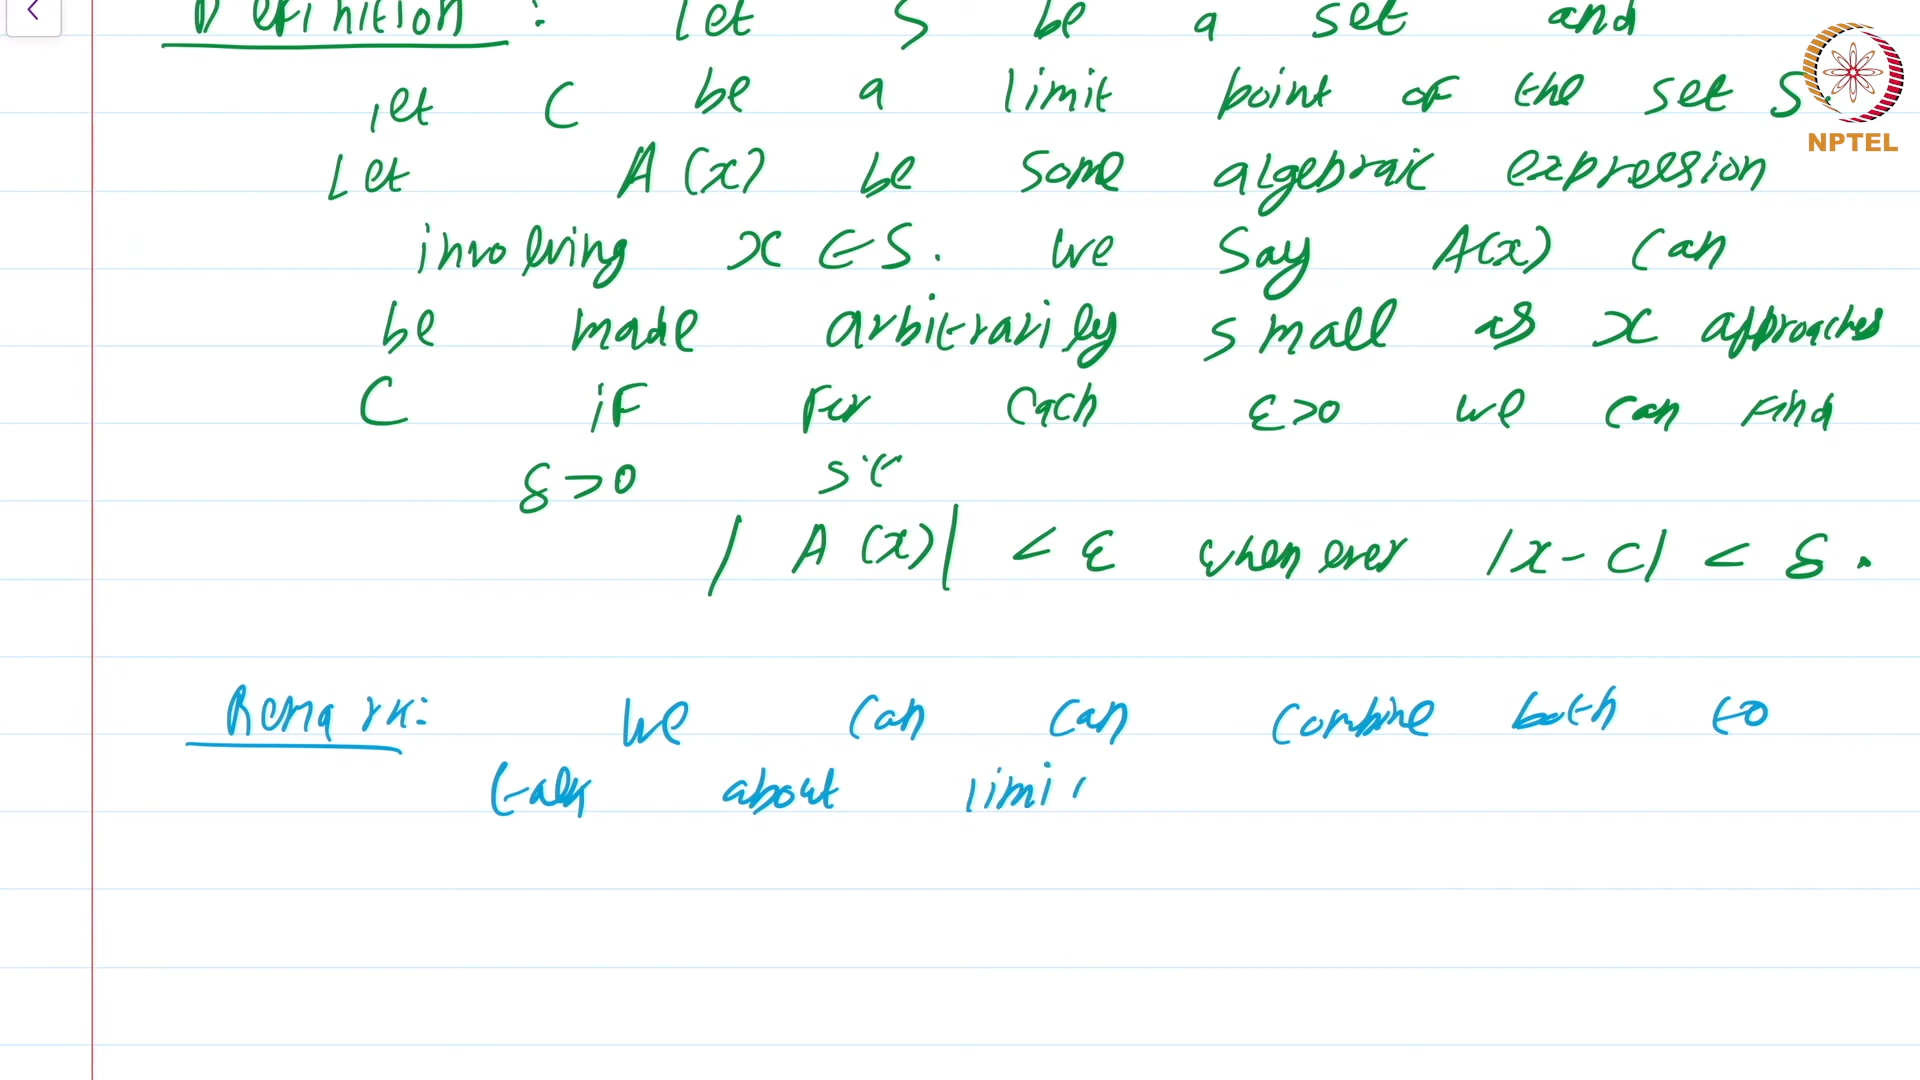 Definition : Let S be a set and
let C be a limit point of the set S.
NPTEL
Let A(x) be some algebraic expression
involving x ∈ S. We say A(x) can
be made arbitrarily small as x approaches
C if for each ε>0 we can find
δ>0 s.t
|A(x)| < ε whenever |x-c| < δ.
Remark: We can can combine both to
talk about limi